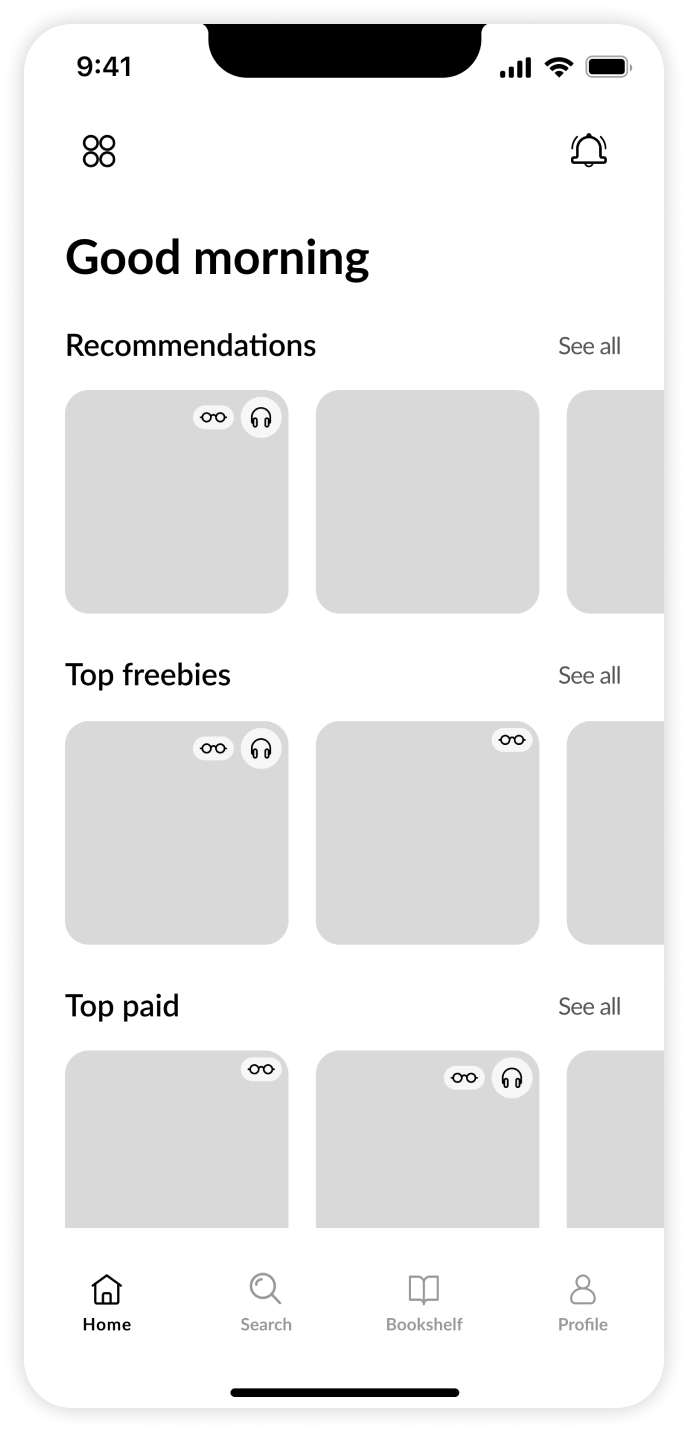 9:41
Good morning
Recommendations
See all
Top freebies
See all
Top paid
See all
Home
Search
Bookshelf
Profile